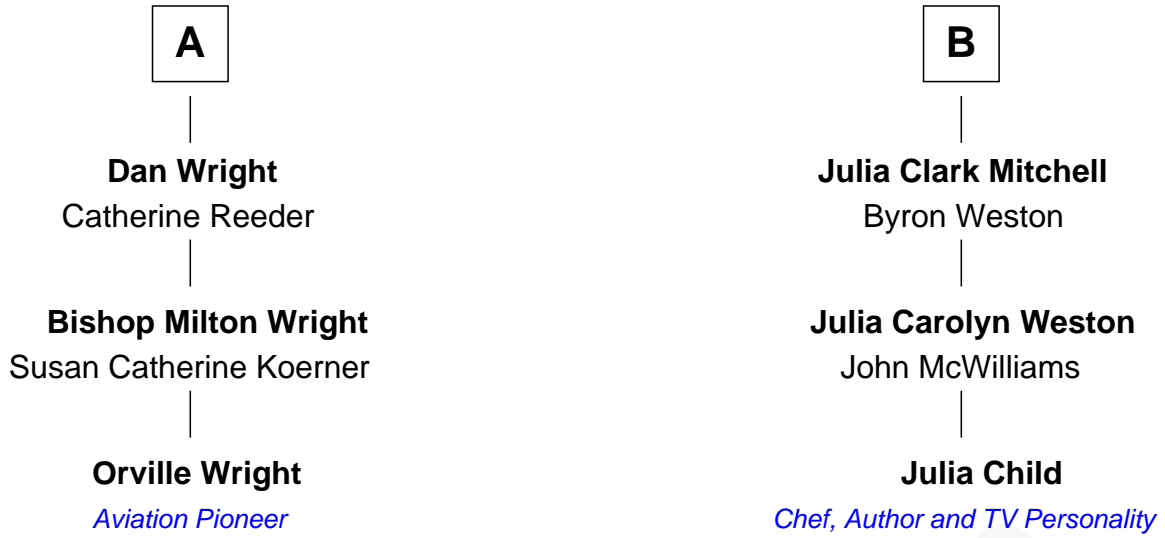 A
B
Dan Wright
Catherine Reeder
Julia Clark Mitchell
Byron Weston
Bishop Milton Wright
Susan Catherine Koerner
Julia Carolyn Weston
John McWilliams
Orville Wright
Aviation Pioneer
Julia Child
Chef, Author and TV Personality